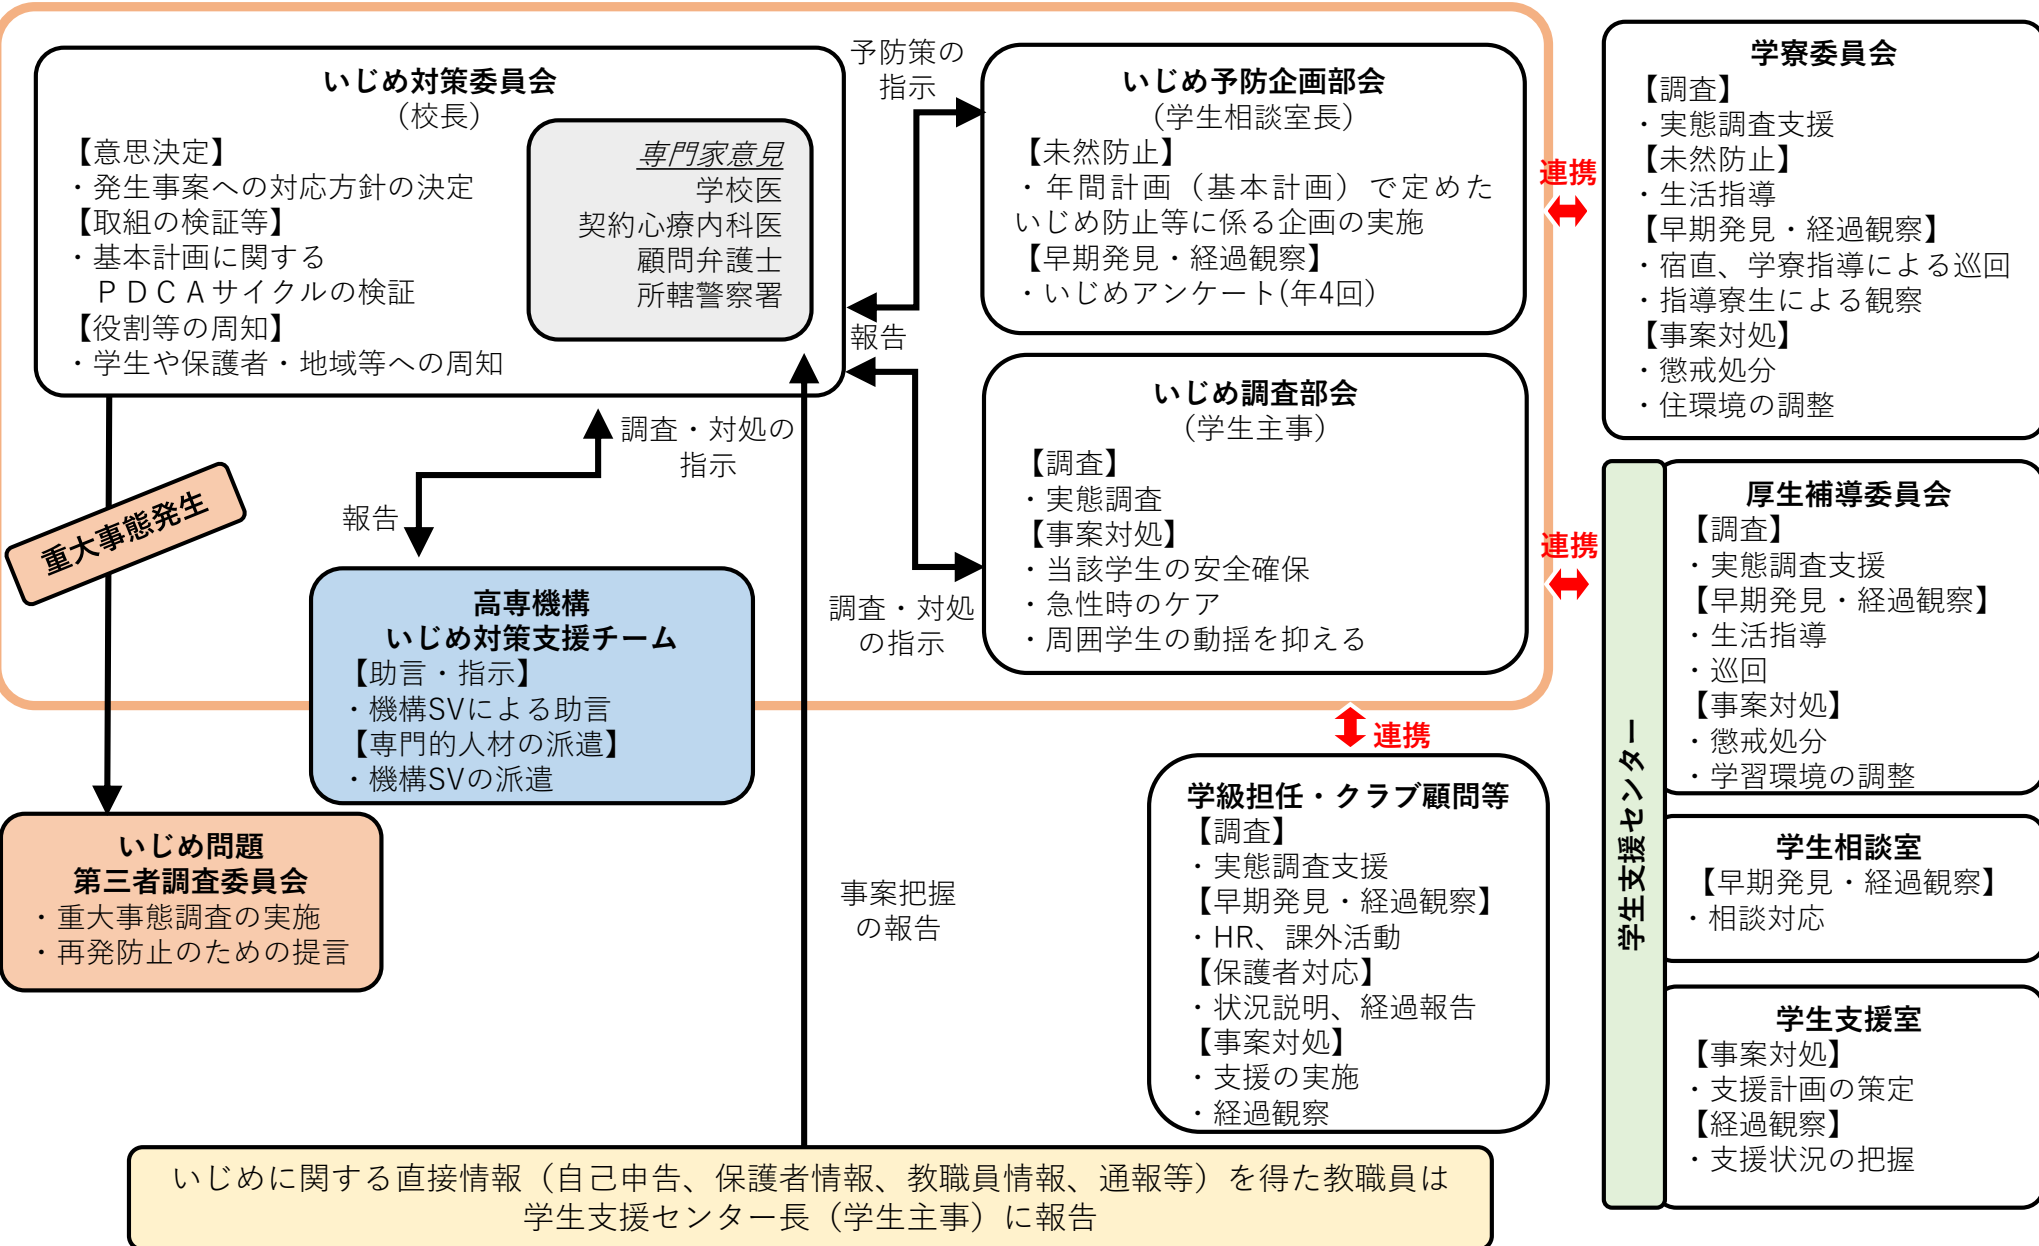 いじめ対策委員会
（校長）
【意思決定】
・発生事案への対応方針の決定
【取組の検証等】
・基本計画に関する
ＰＤＣＡサイクルの検証
【役割等の周知】
・学生や保護者・地域等への周知
専門家意見
学校医
契約心療内科医
顧問弁護士
所轄警察署
予防策の
指示
報告
いじめ予防企画部会
（学生相談室長）
【未然防止】
・年間計画（基本計画）で定めた
いじめ防止等に係る企画の実施
【早期発見・経過観察】
・いじめアンケート(年4回)
いじめ調査部会
（学生主事）
【調査】
・実態調査
【事案対処】
・当該学生の安全確保
・急性時のケア
・周囲学生の動揺を抑える
調査・対処
の指示
調査・対処の
指示
報告
重大事態発生
高専機構
いじめ対策支援チーム
【助言・指示】
・機構SVによる助言
【専門的人材の派遣】
・機構SVの派遣
いじめ問題
第三者調査委員会
・重大事態調査の実施
・再発防止のための提言
事案把握
の報告
連携
連携
連携
学級担任・クラブ顧問等
【調査】
・実態調査支援
【早期発見・経過観察】
・HR、課外活動
【保護者対応】
・状況説明、経過報告
【事案対処】
・支援の実施
・経過観察
学寮委員会
【調査】
・実態調査支援
【未然防止】
・生活指導
【早期発見・経過観察】
・宿直、学寮指導による巡回
・指導寮生による観察
【事案対処】
・懲戒処分
・住環境の調整
学生支援センター
厚生補導委員会
【調査】
・実態調査支援
【早期発見・経過観察】
・生活指導
・巡回
【事案対処】
・懲戒処分
・学習環境の調整
学生相談室
【早期発見・経過観察】
・相談対応
学生支援室
【事案対処】
・支援計画の策定
【経過観察】
・支援状況の把握
いじめに関する直接情報（自己申告、保護者情報、教職員情報、通報等）を得た教職員は
学生支援センター長（学生主事）に報告